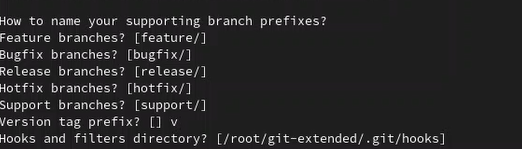 How to name your supporting branch prefixes?
Feature branches? [feature/]
Bugfix branches? [bugfix/]
Release branches? [release/]
Hotfix branches? [hotfix/]
Support branches? [support/]
Version tag prefix? [] v
Hooks and filters directory? [/root/git-extended/.git/hooks]